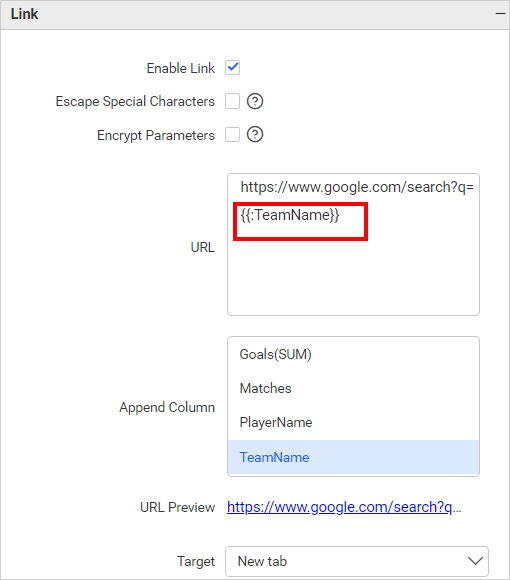 Link
Enable Link
Escape Special Characters ?
Encrypt Parameters ?
URL
https://www.google.com/search?q=
{{:TeamName}}
Append Column
Goals(SUM)
Matches
PlayerName
TeamName
URL Preview https://www.google.com/search?q...
Target New tab